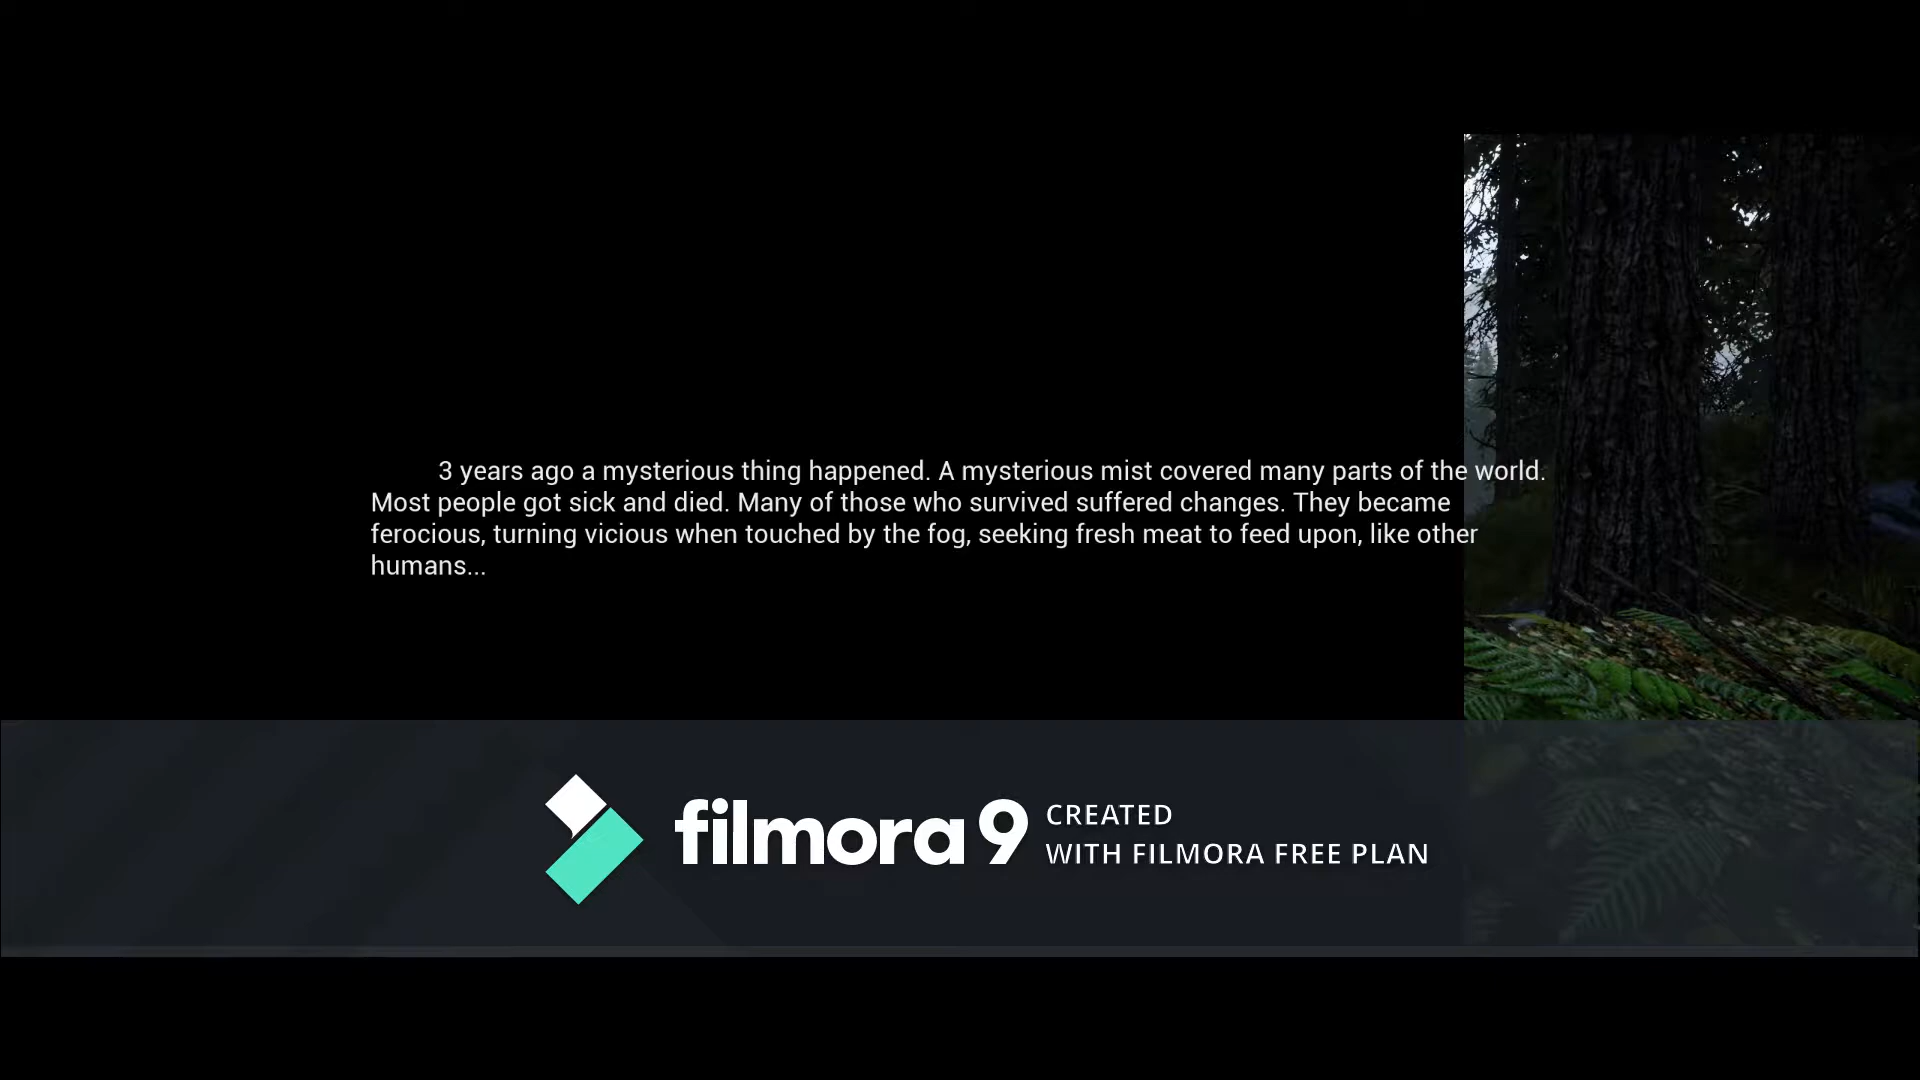 3 years ago a mysterious thing happened. A mysterious mist covered many parts of the world.
Most people got sick and died. Many of those who survived suffered changes. They became
ferocious, turning vicious when touched by the fog, seeking fresh meat to feed upon, like other
humans...
filmora 9
CREATED
WITH FILMORA FREE PLAN